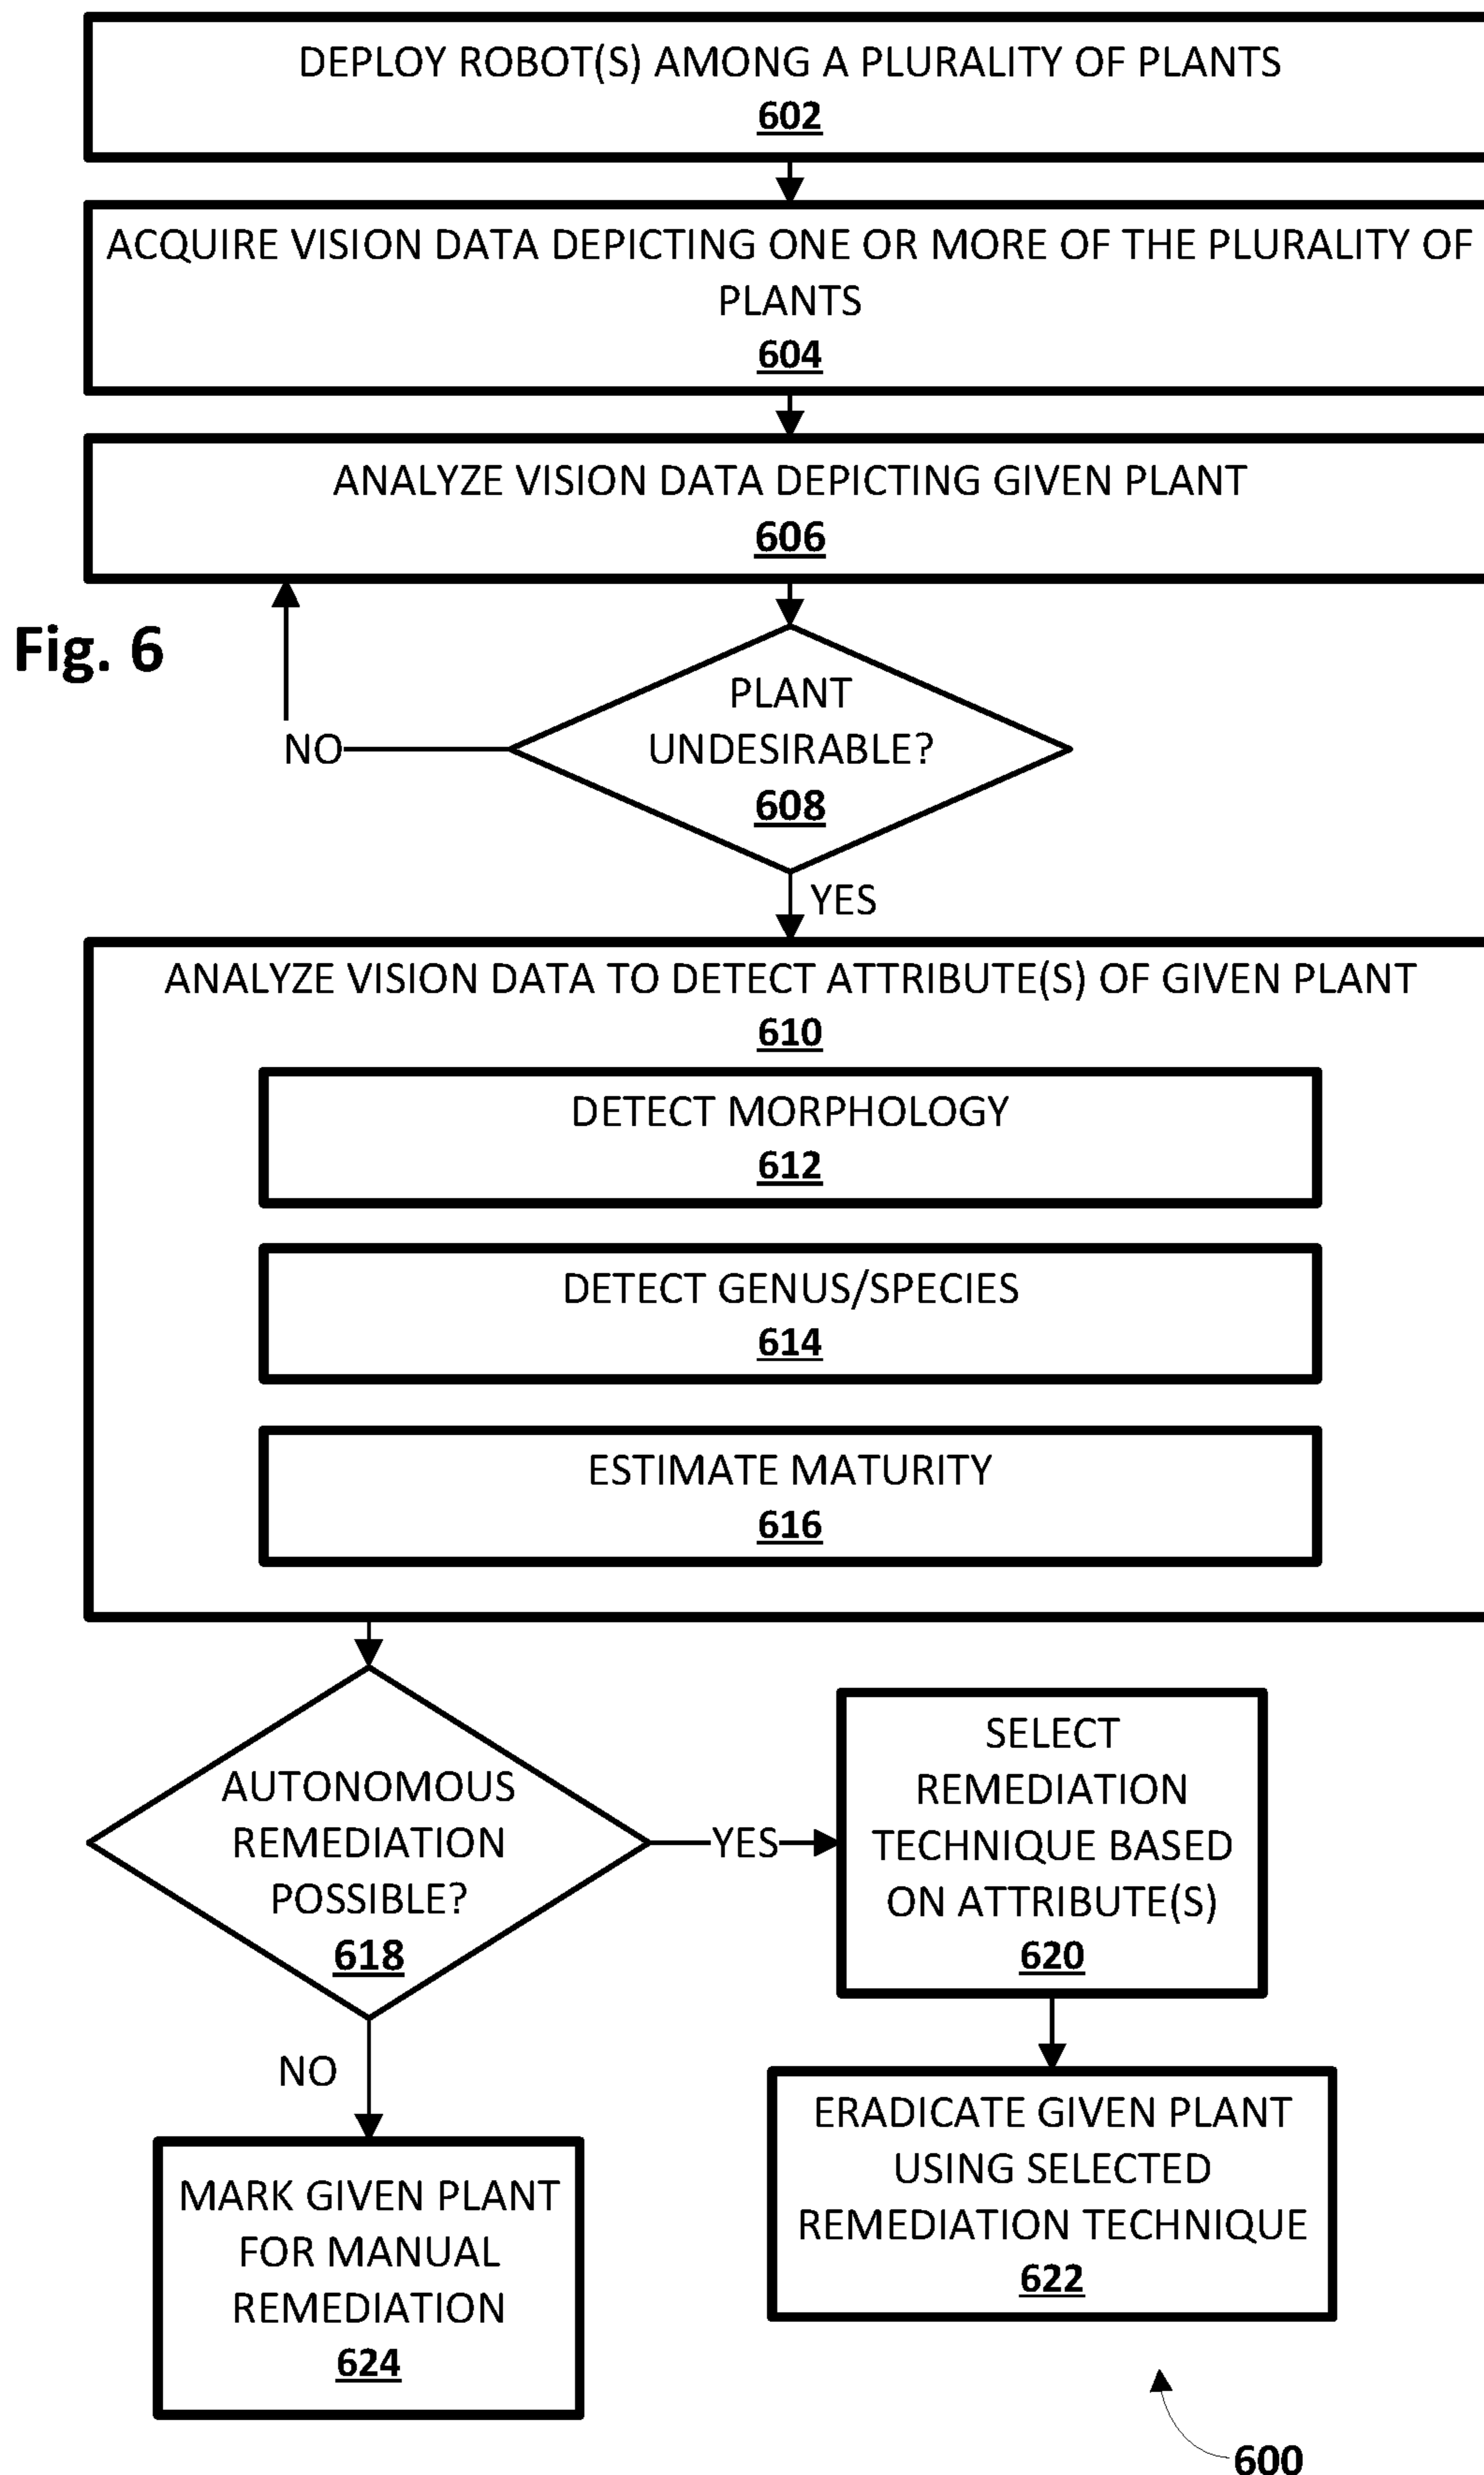 DEPLOY ROBOT(S) AMONG A PLURALITY OF PLANTS
602
ACQUIRE VISION DATA DEPICTING ONE OR MORE OF THE PLURALITY OF
PLANTS
604
ANALYZE VISION DATA DEPICTING GIVEN PLANT
606
Fig. 6
PLANT
UNDESIRABLE?
608
NO
YES
ANALYZE VISION DATA TO DETECT ATTRIBUTE(S) OF GIVEN PLANT
610
DETECT MORPHOLOGY
612
DETECT GENUS/SPECIES
614
ESTIMATE MATURITY
616
AUTONOMOUS
REMEDIATION
POSSIBLE?
618
YES
SELECT
REMEDIATION
TECHNIQUE BASED
ON ATTRIBUTE(S)
620
NO
ERADICATE GIVEN PLANT
USING SELECTED
REMEDIATION TECHNIQUE
622
MARK GIVEN PLANT
FOR MANUAL
REMEDIATION
624
600